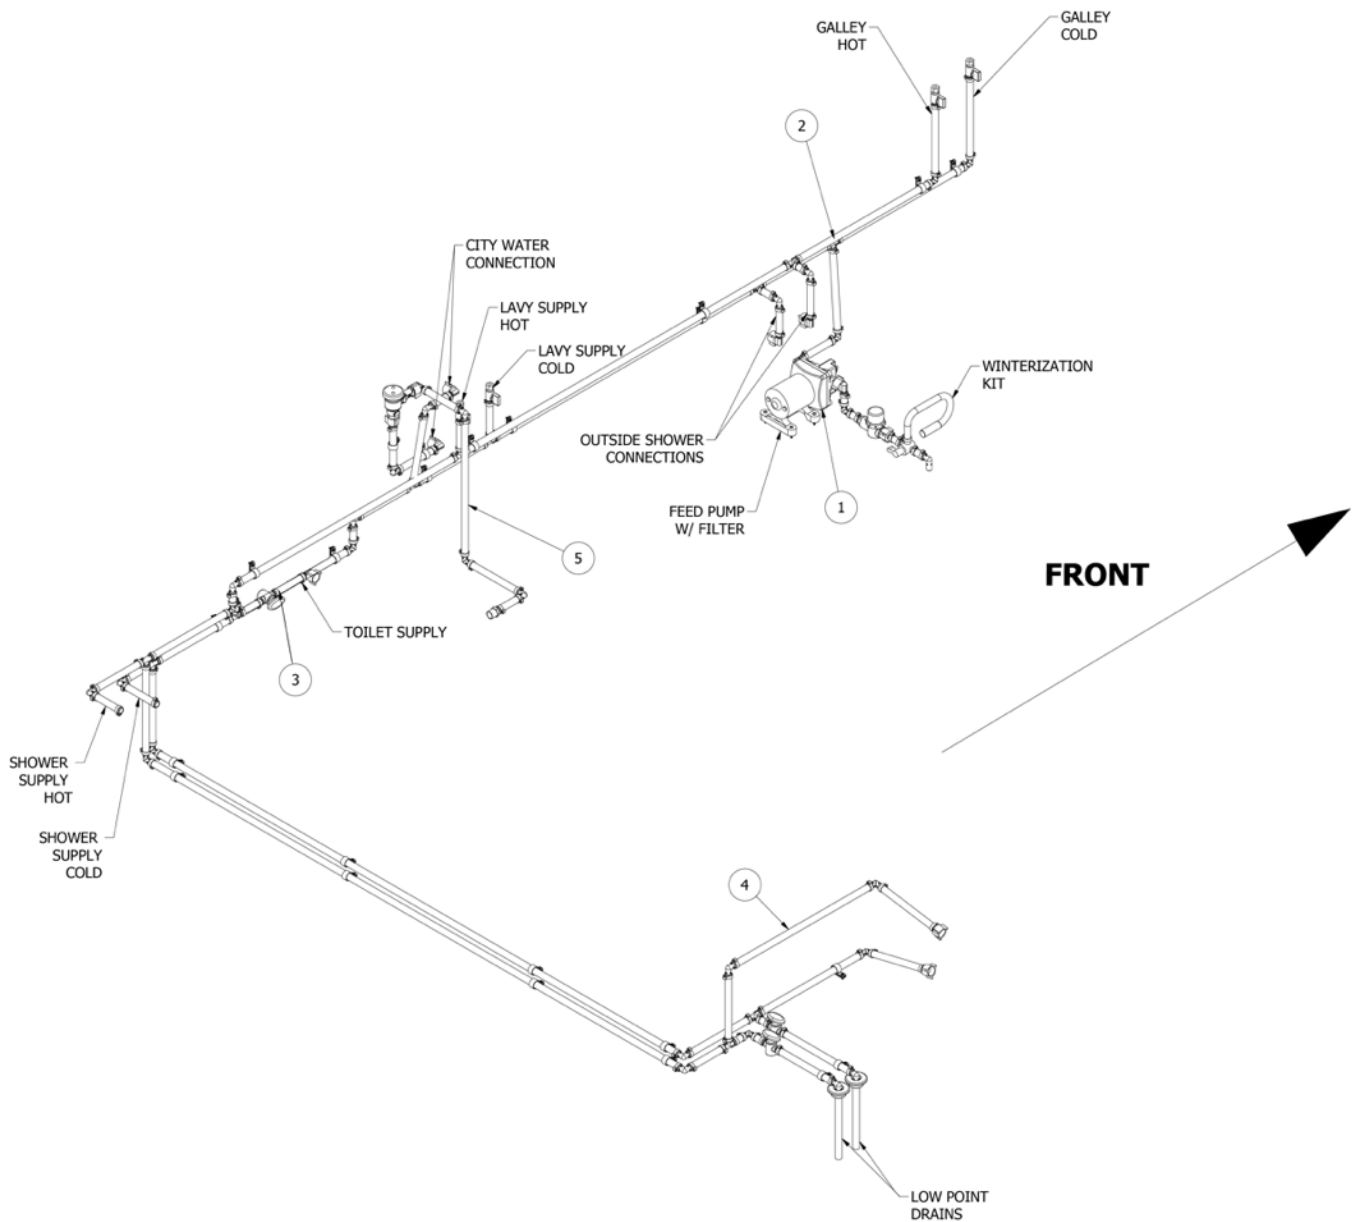 GALLEY
COLD
GALLEY
HOT
2
CITY WATER
CONNECTION
LAVY SUPPLY
HOT
LAVY SUPPLY
COLD
WINTERIZATION
KIT
OUTSIDE SHOWER
CONNECTIONS
FEED PUMP
W/ FILTER
1
5
FRONT
TOILET SUPPLY
3
SHOWER
SUPPLY
HOT
SHOWER
SUPPLY
COLD
4
LOW POINT
DRAINS